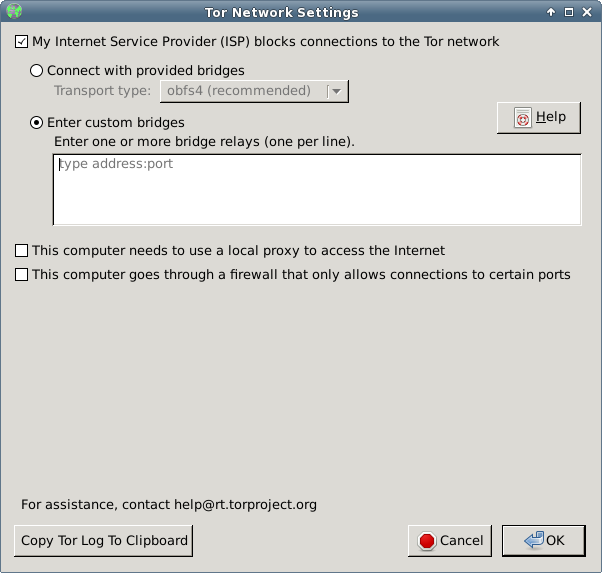 Tor Network Settings
My Internet Service Provider (ISP) blocks connections to the Tor network
Connect with provided bridges
Transport type: obfs4 (recommended)
Enter custom bridges
Help
Enter one or more bridge relays (one per line).
type address:port
This computer needs to use a local proxy to access the Internet
This computer goes through a firewall that only allows connections to certain ports
For assistance, contact help@rt.torproject.org
Copy Tor Log To Clipboard
Cancel
OK